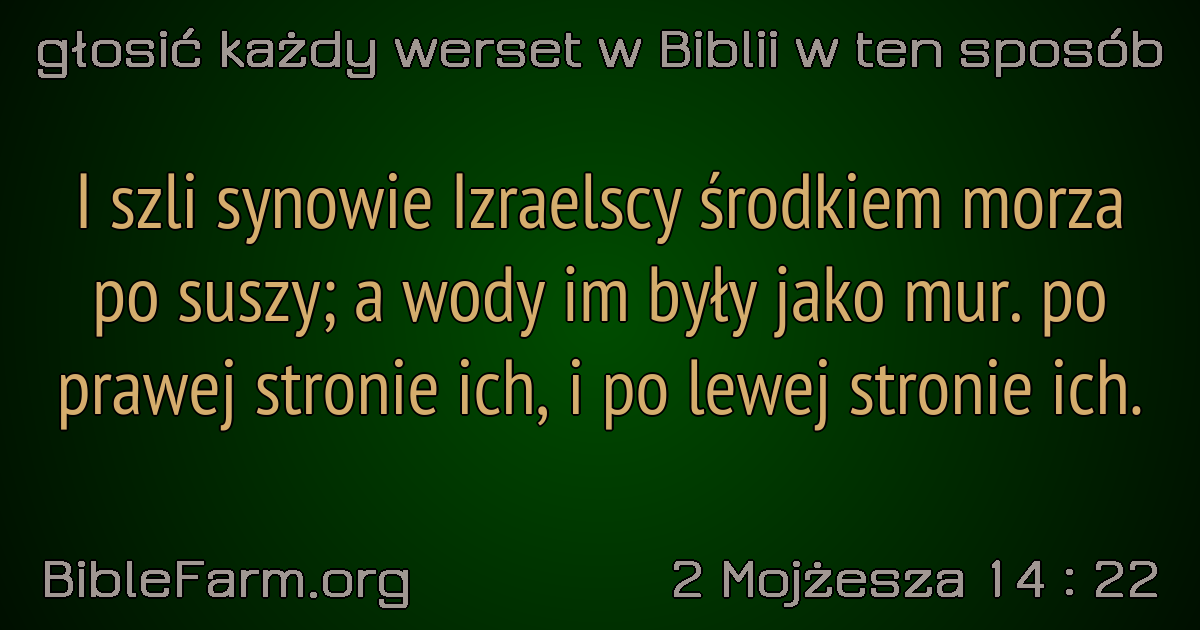 głosić każdy werset w Biblii w ten sposób
I szli synowie Izraelscy środkiem morza
po suszy; a wody im były jako mur. po
prawej stronie ich, i po lewej stronie ich.
BibleFarm.org
2 Mojżesza 14 : 22